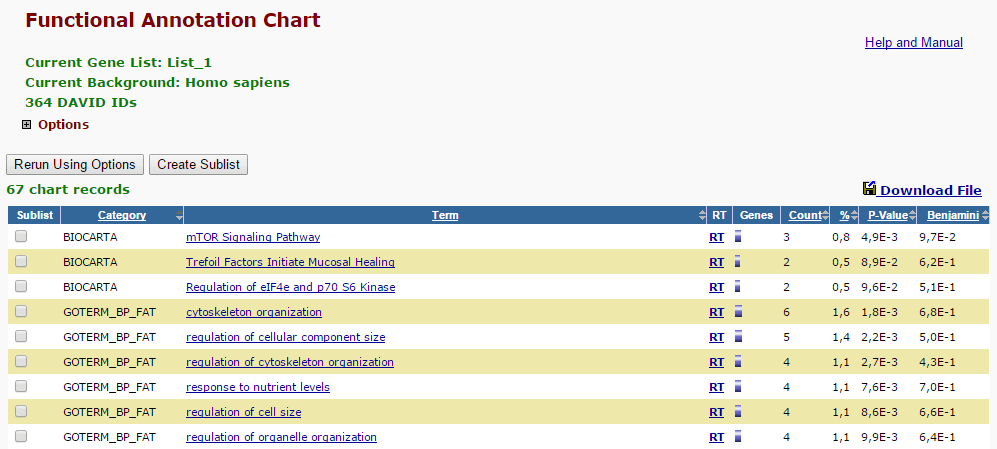 Functional Annotation Chart
Help and Manual
Current Gene List: List_1
Current Background: Homo sapiens
364 DAVID IDs
Options
Rerun Using Options Create Sublist
67 chart records Download File
Sublist Category Term RT Genes Count % P-Value Benjamini
BIOCARTA mTOR Signaling Pathway RT 3 0,8 4,9E-3 9,7E-2
BIOCARTA Trefoil Factors Initiate Mucosal Healing RT 2 0,5 8,9E-2 6,2E-1
BIOCARTA Regulation of eIF4e and p70 S6 Kinase RT 2 0,5 9,6E-2 5,1E-1
GOTERM_BP_FAT cytoskeleton organization RT 6 1,6 1,8E-3 6,8E-1
GOTERM_BP_FAT regulation of cellular component size RT 5 1,4 2,2E-3 5,0E-1
GOTERM_BP_FAT regulation of cytoskeleton organization RT 4 1,1 2,7E-3 4,3E-1
GOTERM_BP_FAT response to nutrient levels RT 4 1,1 7,6E-3 7,0E-1
GOTERM_BP_FAT regulation of cell size RT 4 1,1 8,6E-3 6,6E-1
GOTERM_BP_FAT regulation of organelle organization RT 4 1,1 9,9E-3 6,4E-1